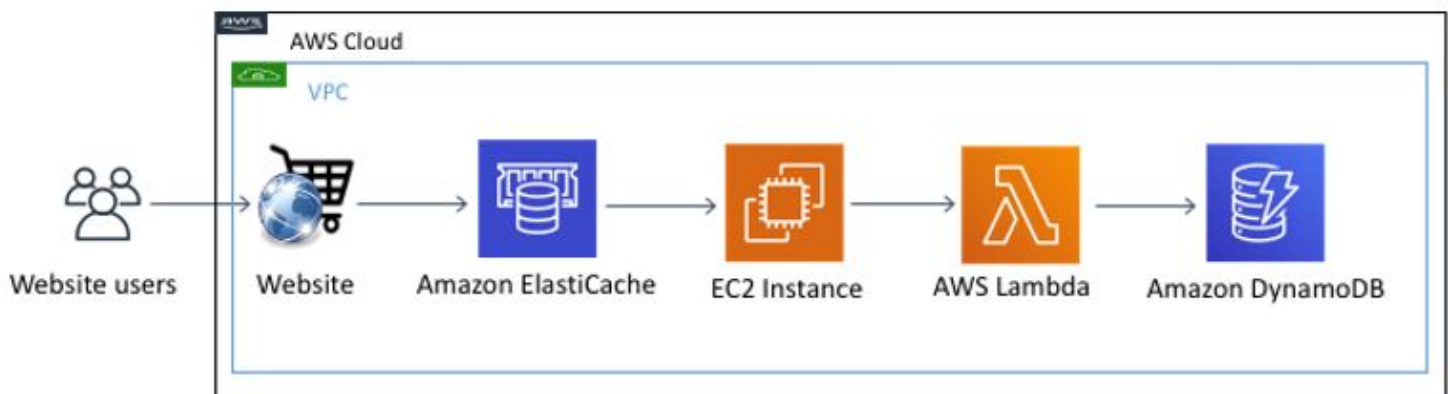 aws
AWS Cloud
VPC
Website users
Website
Amazon ElastiCache
EC2 Instance
AWS Lambda
Amazon DynamoDB